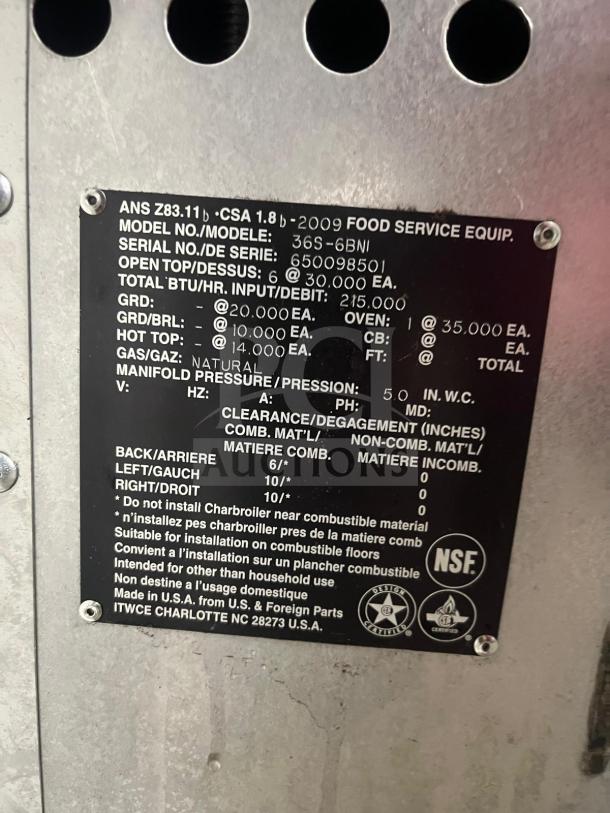 ANS Z83.11b • CSA 1.8b - 2009 FOOD SERVICE EQUIP.
MODEL NO./MODELE: 36S-6BNI
SERIAL NO./DE SERIE: 650098501
OPEN TOP/DESSUS: 6 @ 30.000 EA.
TOTAL BTU/HR. INPUT/DEBIT: 215.000
GRD: - @ 20.000 EA. OVEN: 1 @ 35.000 EA.
GRD/BRL: - @ 10.000 EA. CB: @ EA.
HOT TOP: - @ 14.000 EA. FT: @ TOTAL
GAS/GAZ: NATURAL
MANIFOLD PRESSURE/PRESSION: 5.0 IN. W.C.
V: HZ: A: PH: MD:
CLEARANCE/DEGAGEMENT (INCHES)
COMB. MAT'L/ NON-COMB. MAT'L/
MATIERE COMB. MATIERE INCOMB.
BACK/ARRIERE 6/* 0
LEFT/GAUCH 10/* 0
RIGHT/DROIT 10/* 0
* Do not install Charbroiler near combustible material
* n'installez pes charbroiller pres de la matiere comb
Suitable for installation on combustible floors
Convient a l'installation sur un plancher combustible
Intended for other than household use
Non destine a l'usage domestique
Made in U.S.A. from U.S. & Foreign Parts
ITWCE CHARLOTTE NC 28273 U.S.A.
NSF®
DESIGN CERTIFIED
CERTIFIED
PCI
AUCTIONS